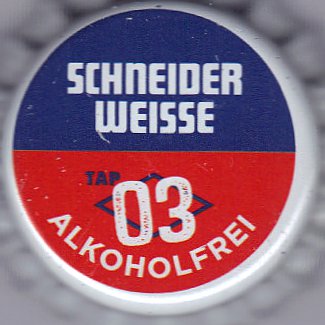 SCHNEIDER
WEISSE
TAP 03
ALKOHOLFREI